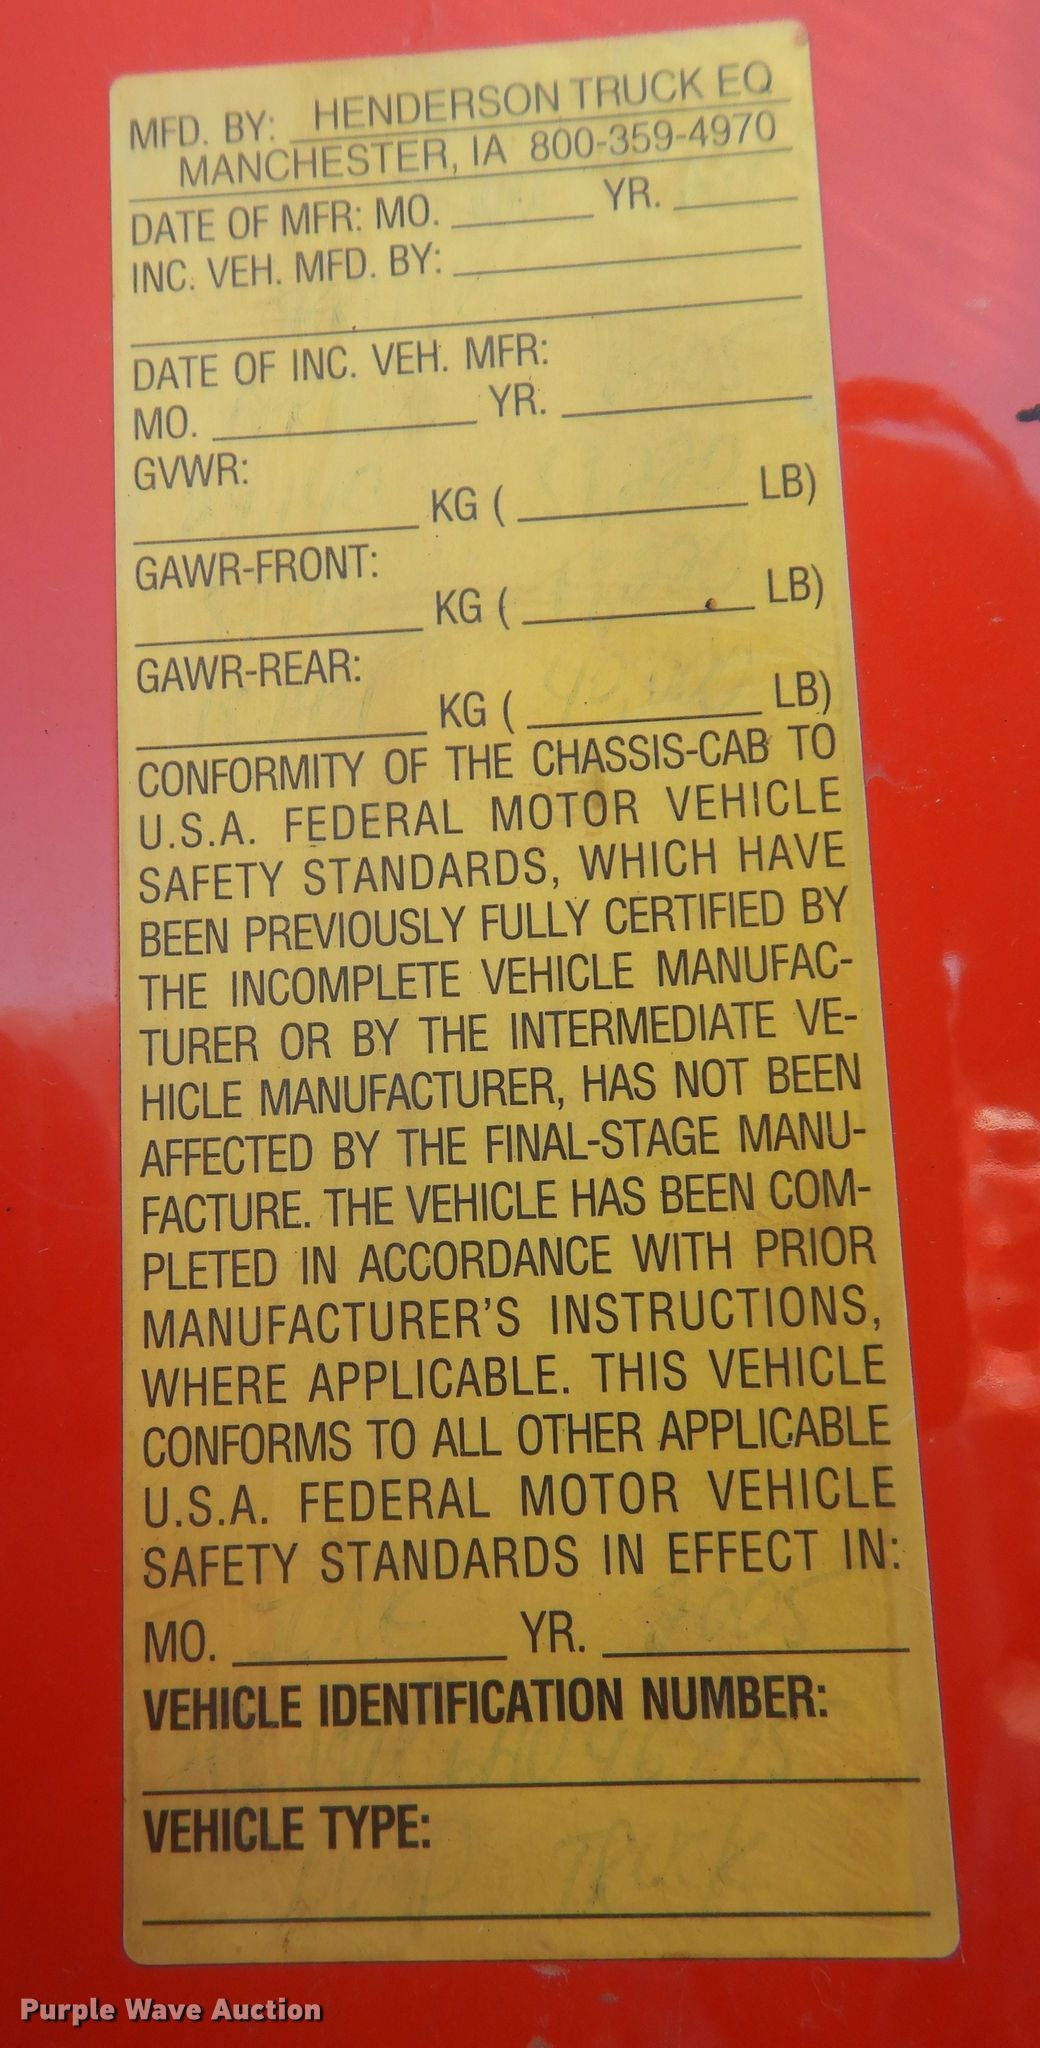 MFD. BY: HENDERSON TRUCK EQ
MANCHESTER, IA 800-359-4970
DATE OF MFR: MO. YR.
INC. VEH. MFD. BY:
DATE OF INC. VEH. MFR:
MO. YR.
GVWR:
KG ( LB)
GAWR-FRONT:
KG ( LB)
GAWR-REAR:
KG ( LB)
CONFORMITY OF THE CHASSIS-CAB TO
U.S.A. FEDERAL MOTOR VEHICLE
SAFETY STANDARDS, WHICH HAVE
BEEN PREVIOUSLY FULLY CERTIFIED BY
THE INCOMPLETE VEHICLE MANUFAC-
TURER OR BY THE INTERMEDIATE VE-
HICLE MANUFACTURER, HAS NOT BEEN
AFFECTED BY THE FINAL-STAGE MANU-
FACTURE. THE VEHICLE HAS BEEN COM-
PLETED IN ACCORDANCE WITH PRIOR
MANUFACTURER'S INSTRUCTIONS,
WHERE APPLICABLE. THIS VEHICLE
CONFORMS TO ALL OTHER APPLICABLE
U.S.A. FEDERAL MOTOR VEHICLE
SAFETY STANDARDS IN EFFECT IN:
MO. YR. 2005
VEHICLE IDENTIFICATION NUMBER:
VEHICLE TYPE:
Truck
Purple Wave Auction